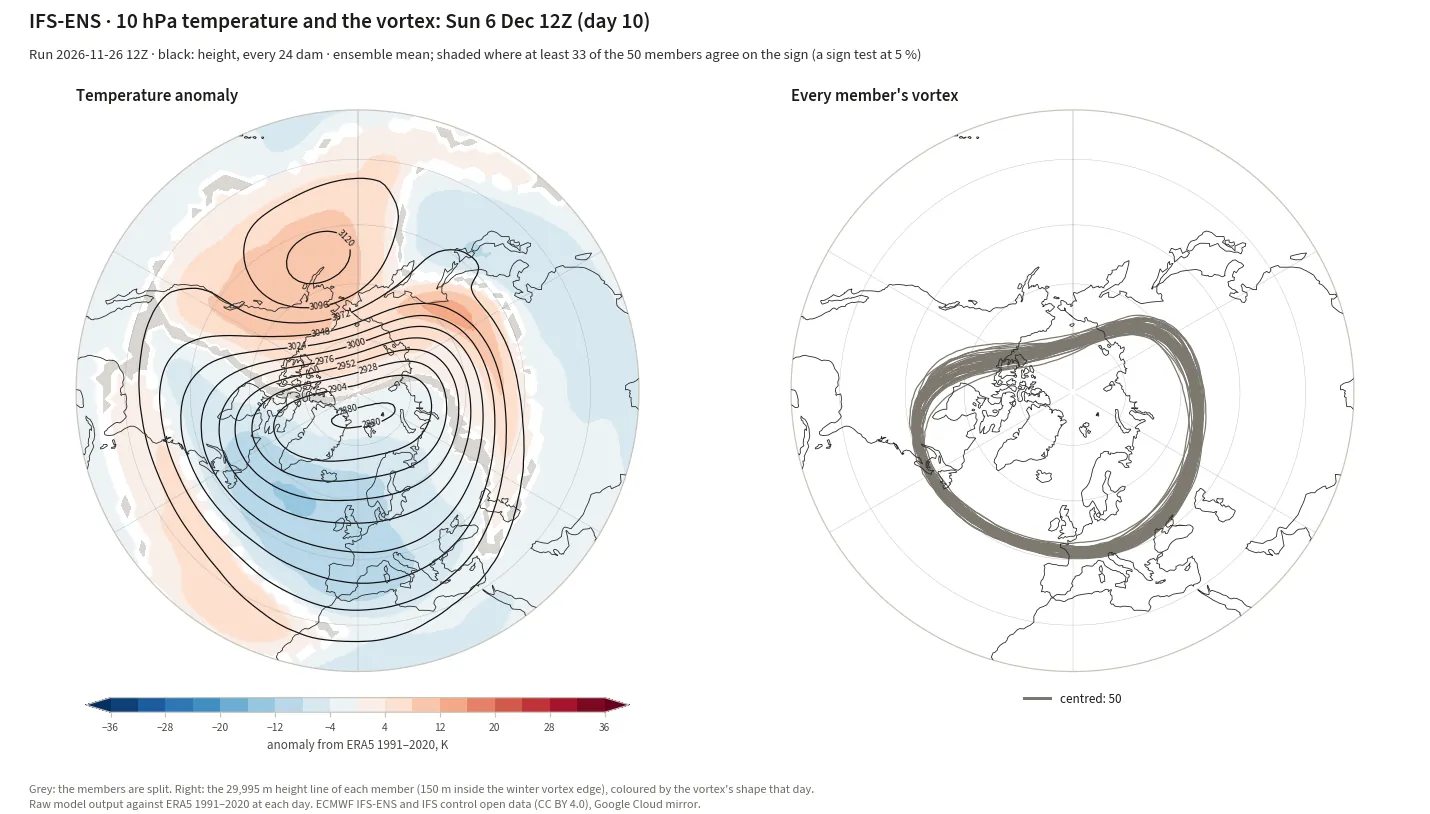 IFS-ENS · 10 hPa temperature and the vortex: Sun 6 Dec 12Z (day 10)
Run 2026-11-26 12Z · black: height, every 24 dam · ensemble mean; shaded where at least 33 of the 50 members agree on the sign (a sign test at 5 %)
Temperature anomaly
Every member's vortex
3120
3096
3072
3048
3024
3000
2976
2952
2928
2904
2880
2880
−36 −28 −20 −12 −4 4 12 20 28 36
anomaly from ERA5 1991–2020, K
centred: 50
Grey: the members are split. Right: the 29,995 m height line of each member (150 m inside the winter vortex edge), coloured by the vortex's shape that day.
Raw model output against ERA5 1991–2020 at each day. ECMWF IFS-ENS and IFS control open data (CC BY 4.0), Google Cloud mirror.